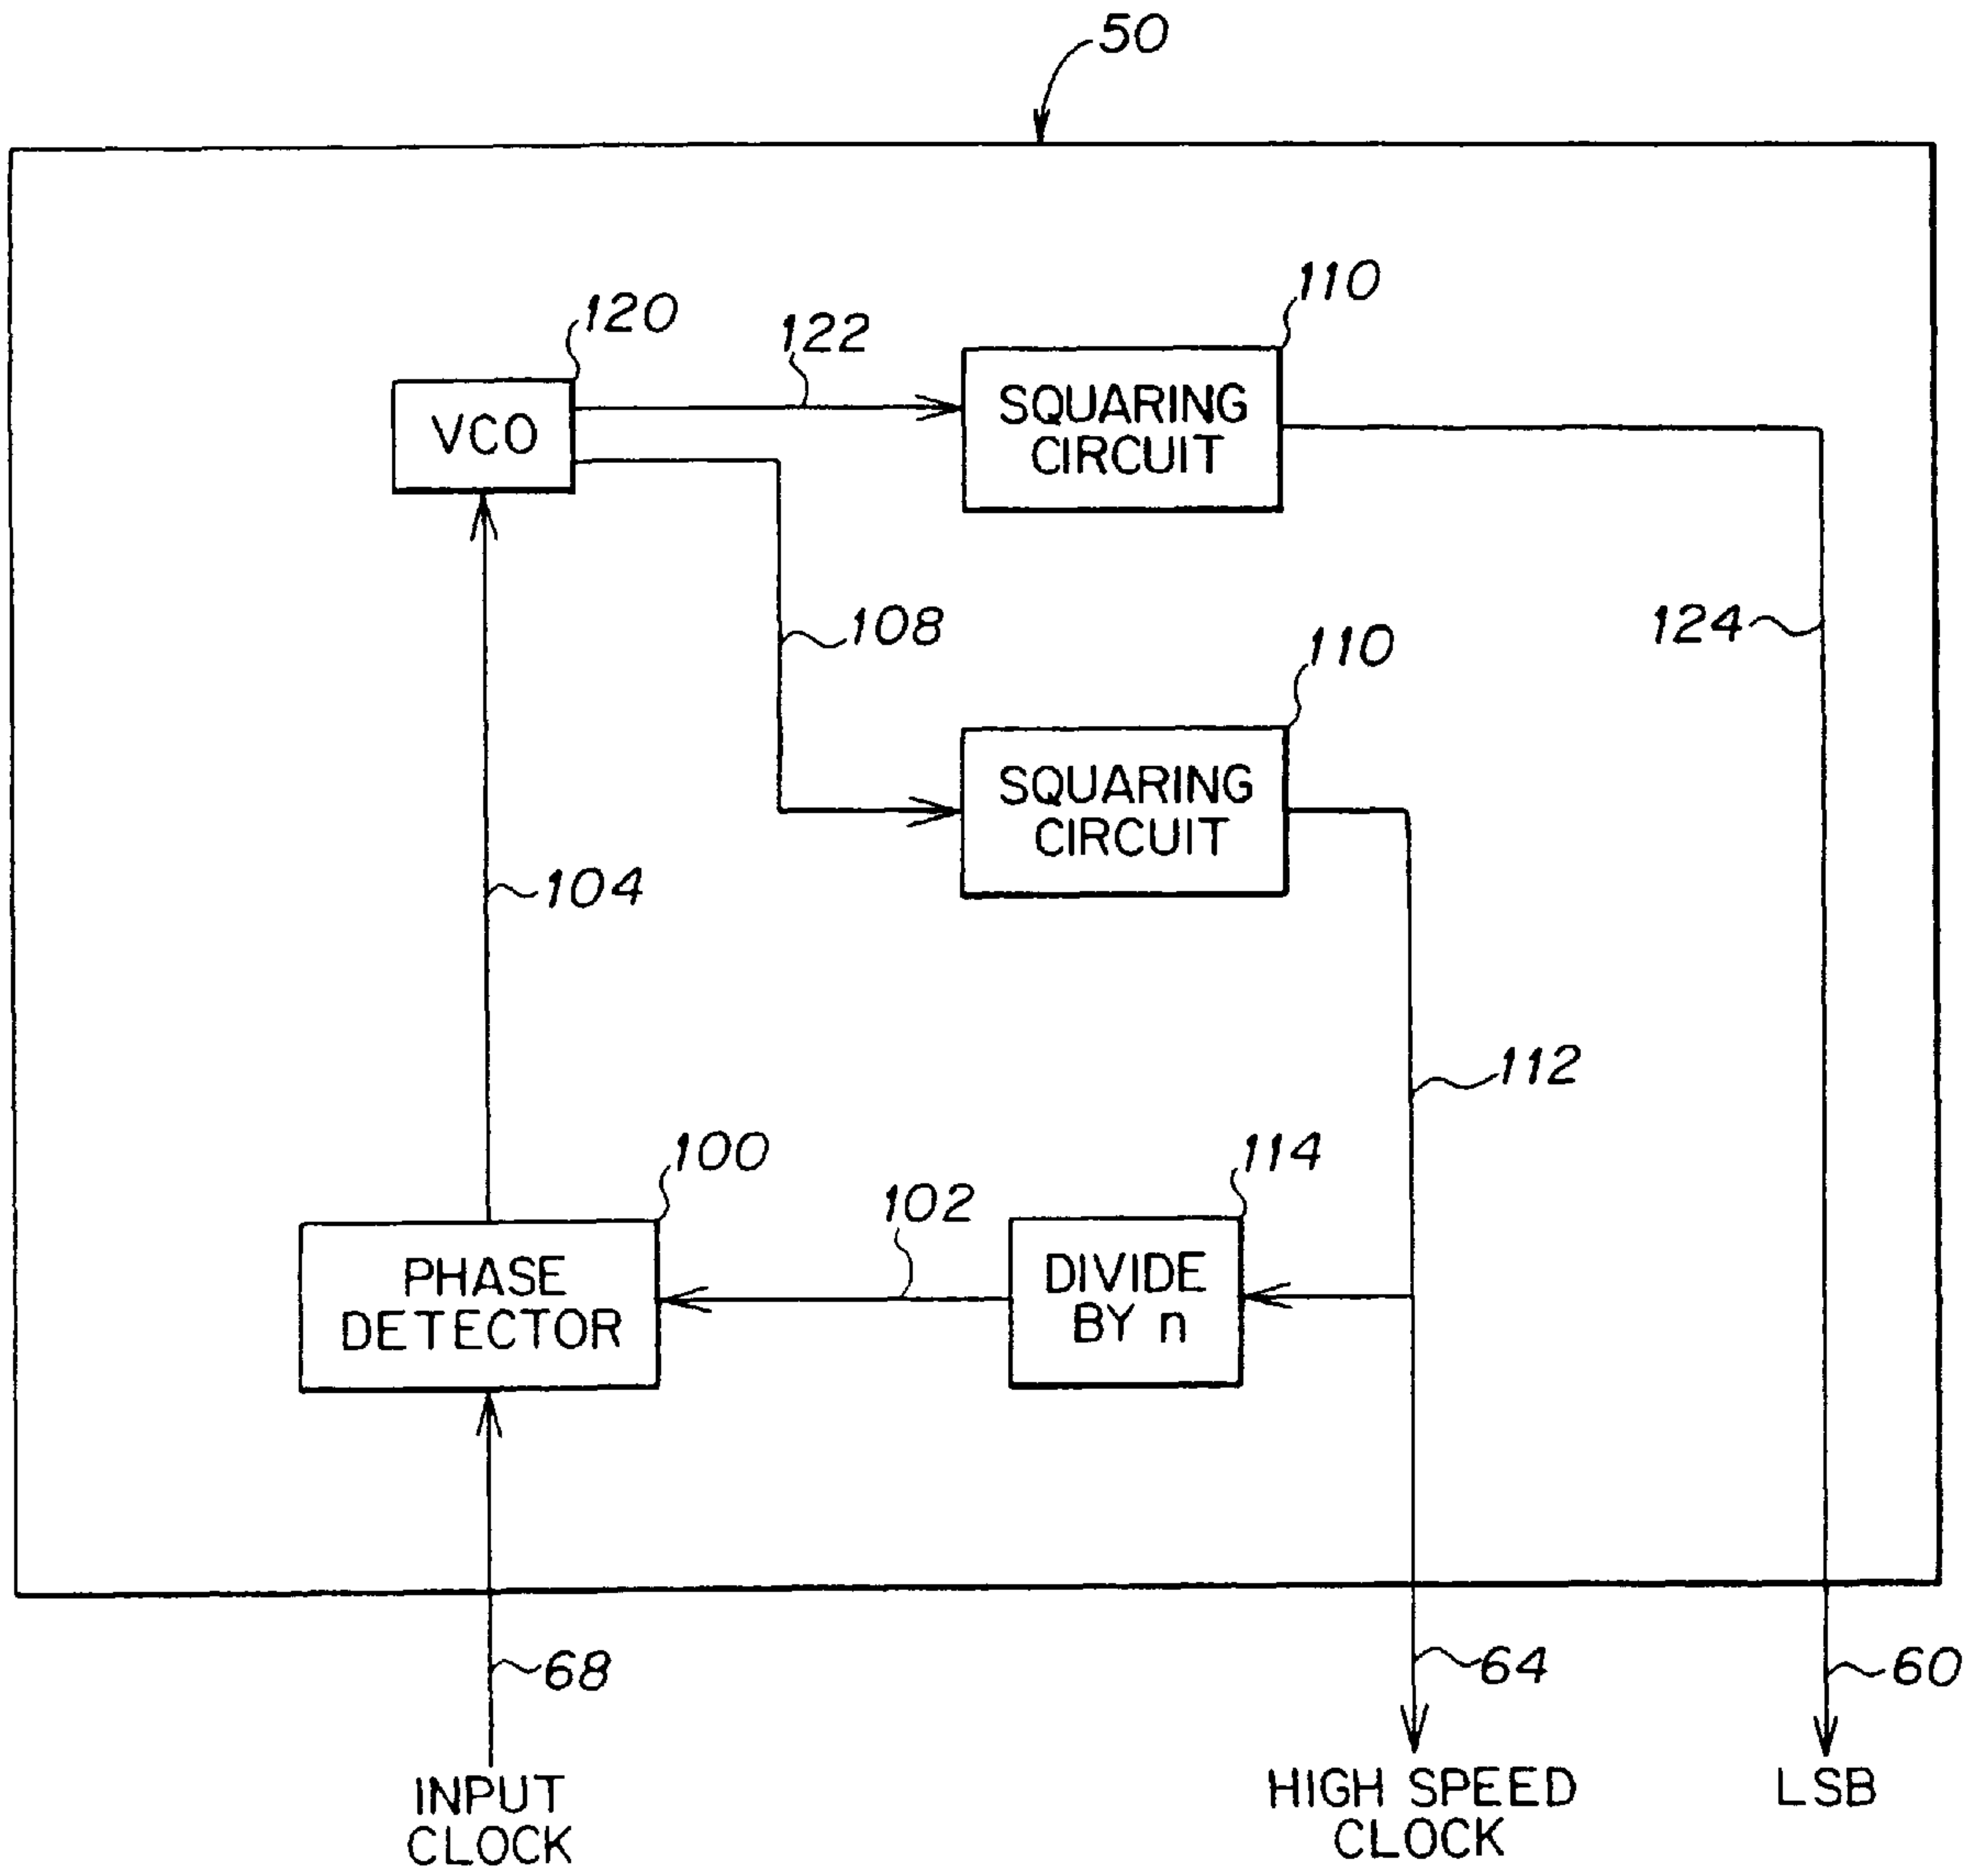 50
120
122
110
VCO
SQUARING
CIRCUIT
108
124
110
SQUARING
CIRCUIT
104
112
100
102
114
PHASE
DETECTOR
DIVIDE
BY n
68
64
60
INPUT
CLOCK
HIGH SPEED
CLOCK
LSB